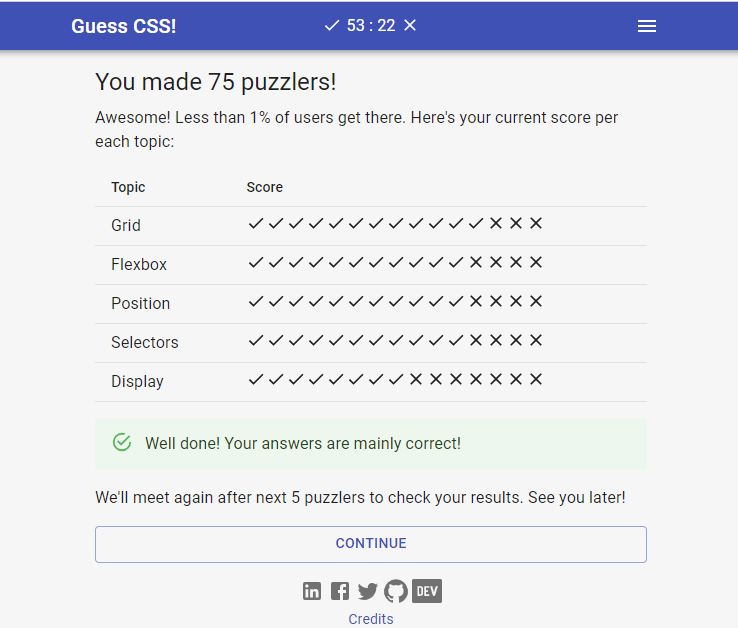 Guess CSS!
✓ 53 : 22 ✕
You made 75 puzzlers!
Awesome! Less than 1% of users get there. Here's your current score per
each topic:
Topic Score
Grid ✓ ✓ ✓ ✓ ✓ ✓ ✓ ✓ ✓ ✓ ✓ ✓ ✕ ✕ ✕
Flexbox ✓ ✓ ✓ ✓ ✓ ✓ ✓ ✓ ✓ ✓ ✓ ✕ ✕ ✕ ✕
Position ✓ ✓ ✓ ✓ ✓ ✓ ✓ ✓ ✓ ✓ ✓ ✕ ✕ ✕ ✕
Selectors ✓ ✓ ✓ ✓ ✓ ✓ ✓ ✓ ✓ ✓ ✓ ✕ ✕ ✕ ✕
Display ✓ ✓ ✓ ✓ ✓ ✓ ✓ ✓ ✕ ✕ ✕ ✕ ✕ ✕ ✕
Well done! Your answers are mainly correct!
We'll meet again after next 5 puzzlers to check your results. See you later!
CONTINUE
in f DEV
Credits